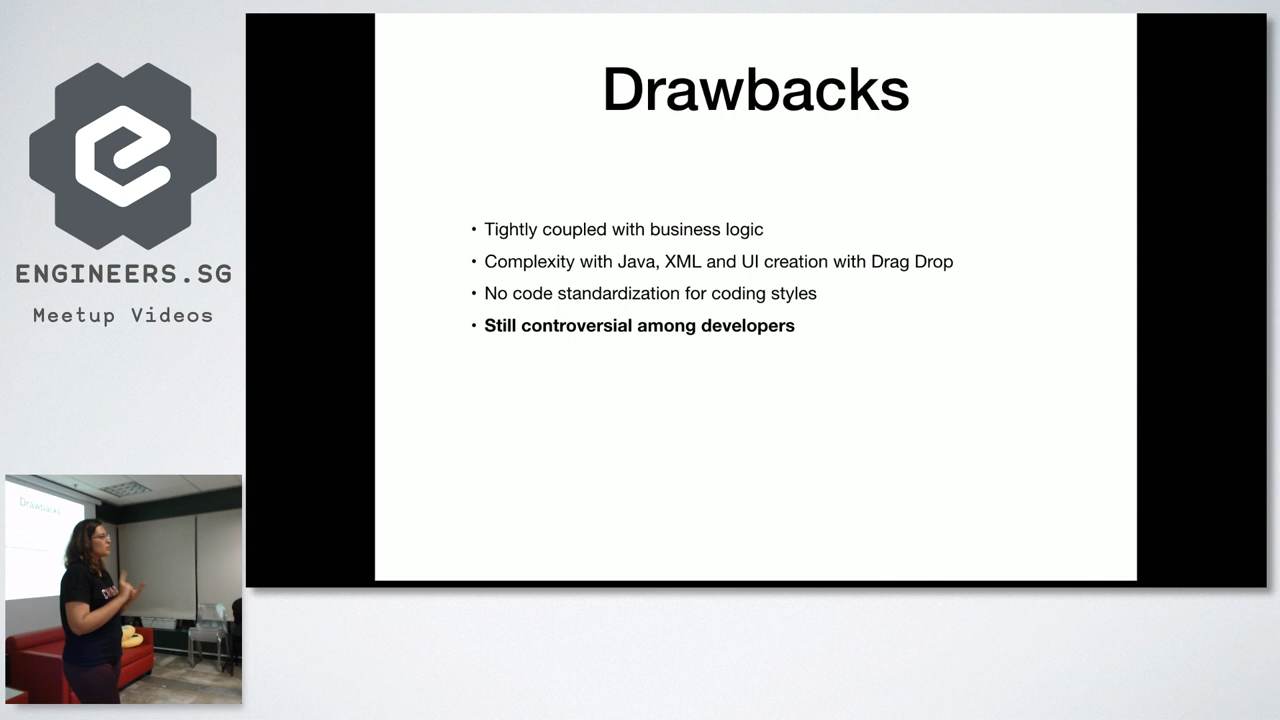 ENGINEERS.SG
Meetup Videos
Drawbacks
• Tightly coupled with business logic
• Complexity with Java, XML and UI creation with Drag Drop
• No code standardization for coding styles
• Still controversial among developers
Drawbacks